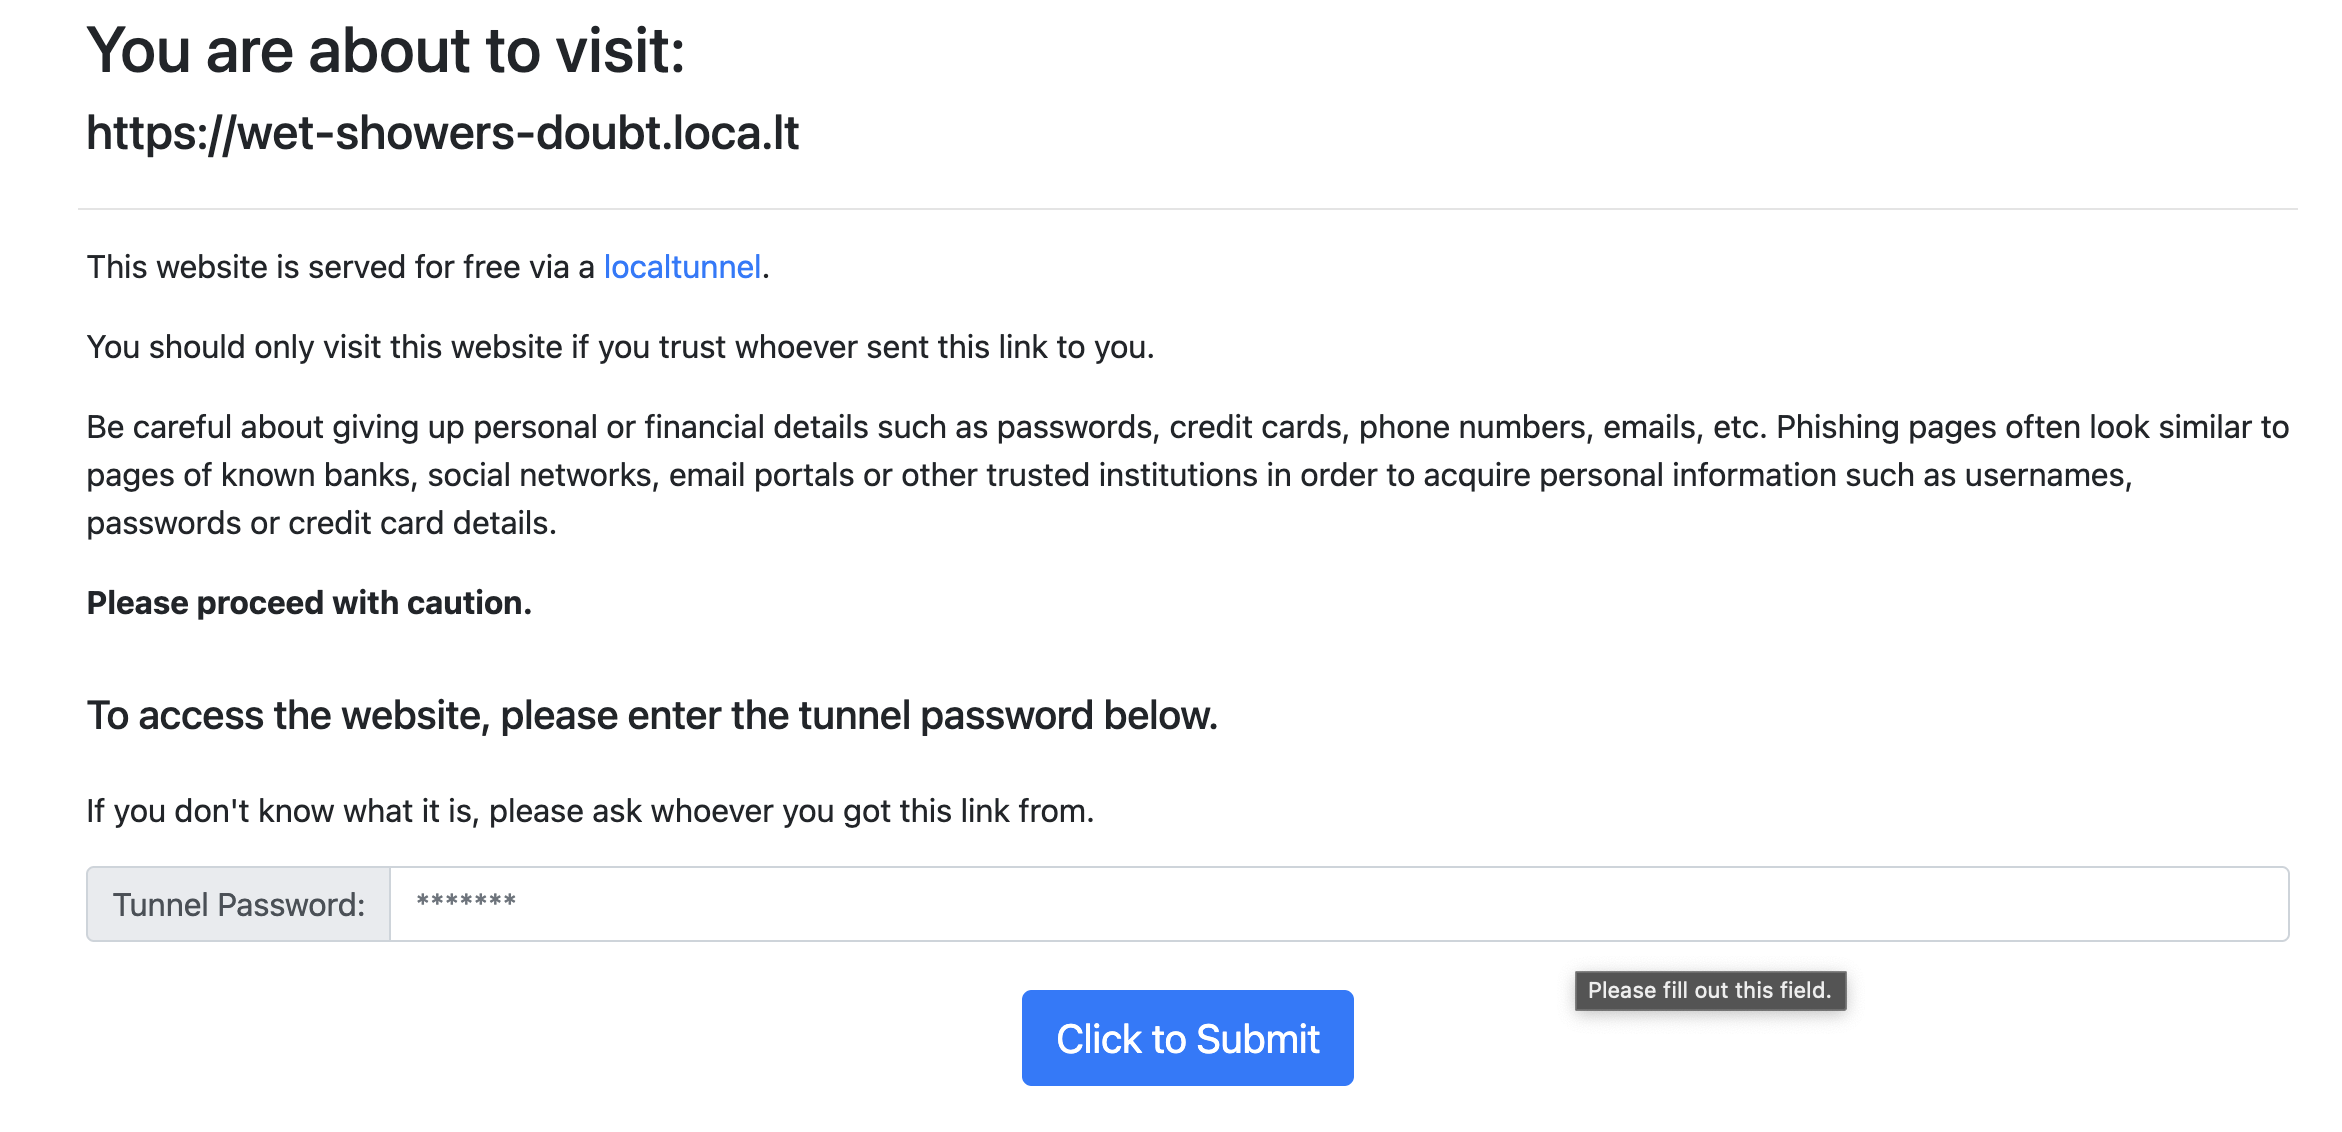 You are about to visit:
https://wet-showers-doubt.loca.lt
This website is served for free via a localtunnel.
You should only visit this website if you trust whoever sent this link to you.
Be careful about giving up personal or financial details such as passwords, credit cards, phone numbers, emails, etc. Phishing pages often look similar to
pages of known banks, social networks, email portals or other trusted institutions in order to acquire personal information such as usernames,
passwords or credit card details.
Please proceed with caution.
To access the website, please enter the tunnel password below.
If you don't know what it is, please ask whoever you got this link from.
Tunnel Password: *******
Please fill out this field.
Click to Submit